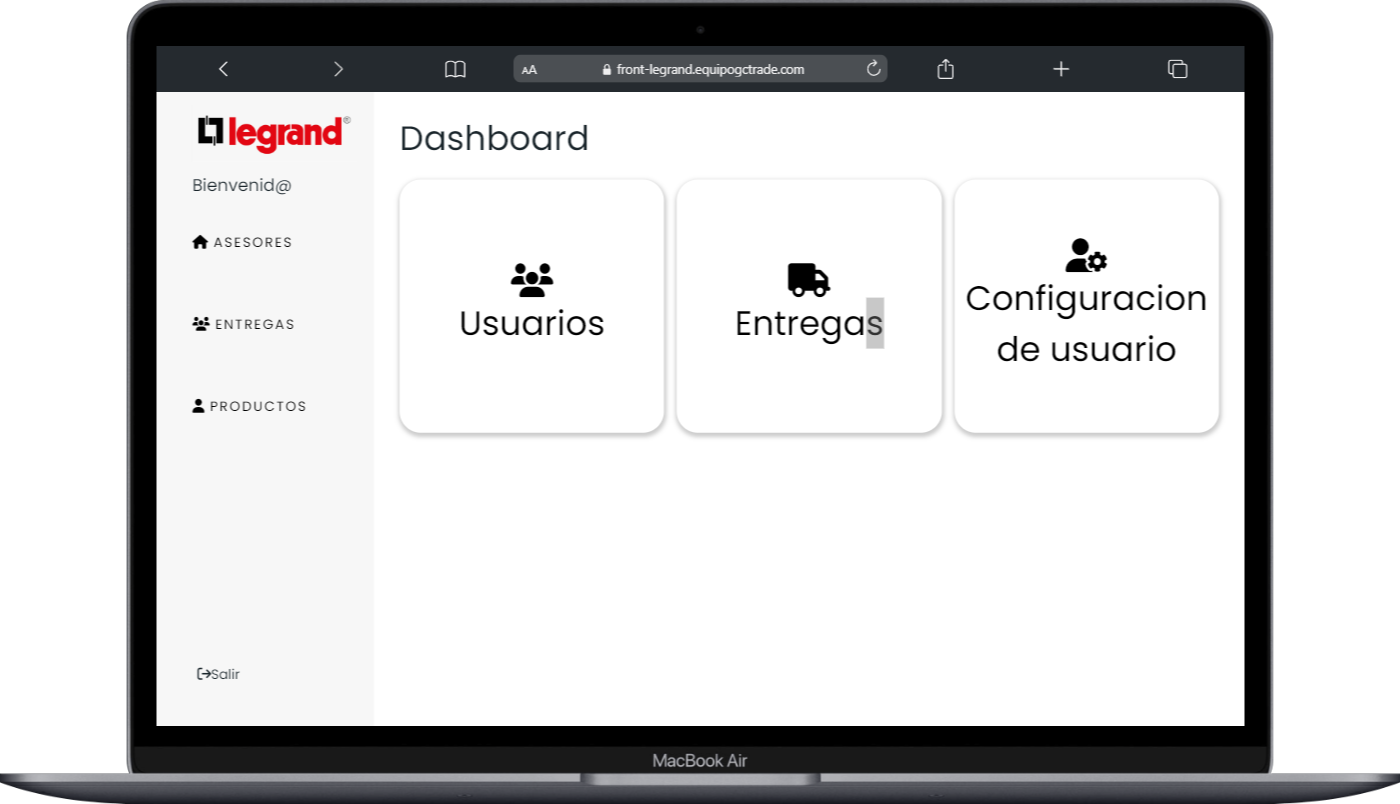 AA
front-legrand.equipogctrade.com
legrand®
Bienvenid@
ASESORES
ENTREGAS
PRODUCTOS
Salir
Dashboard
Usuarios
Entregas
Configuracion
de usuario
MacBook Air